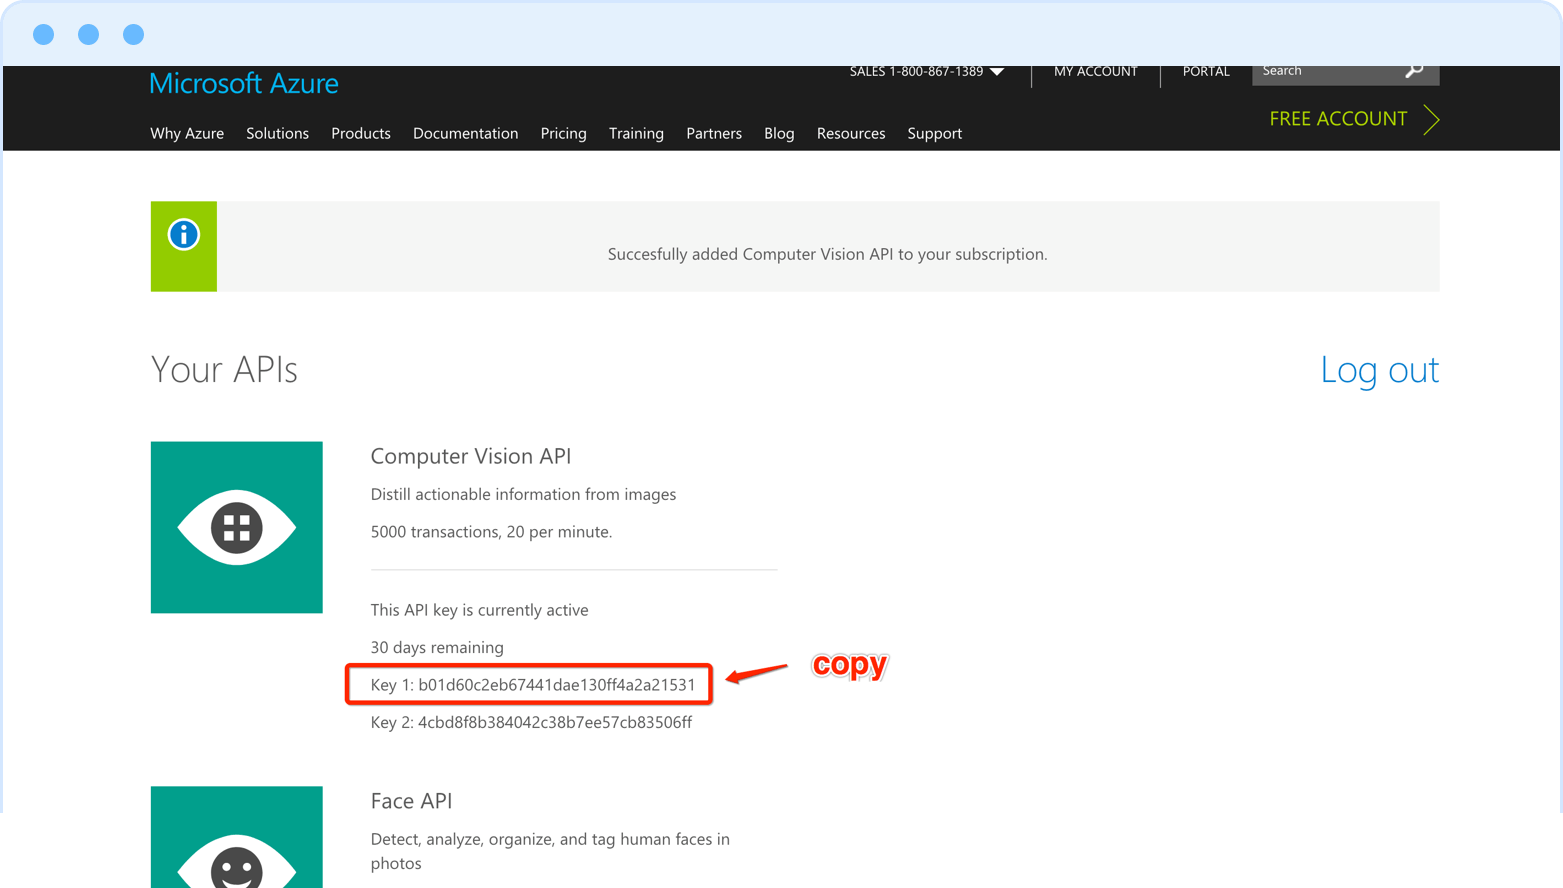 Microsoft Azure
SALES 1-800-867-1389
MY ACCOUNT
PORTAL
Search
FREE ACCOUNT
Why Azure Solutions Products Documentation Pricing Training Partners Blog Resources Support
Succesfully added Computer Vision API to your subscription.
Your APIs
Log out
Computer Vision API
Distill actionable information from images
5000 transactions, 20 per minute.
This API key is currently active
30 days remaining
Key 1: b01d60c2eb67441dae130ff4a2a21531
copy
Key 2: 4cbd8f8b384042c38b7ee57cb83506ff
Face API
Detect, analyze, organize, and tag human faces in
photos